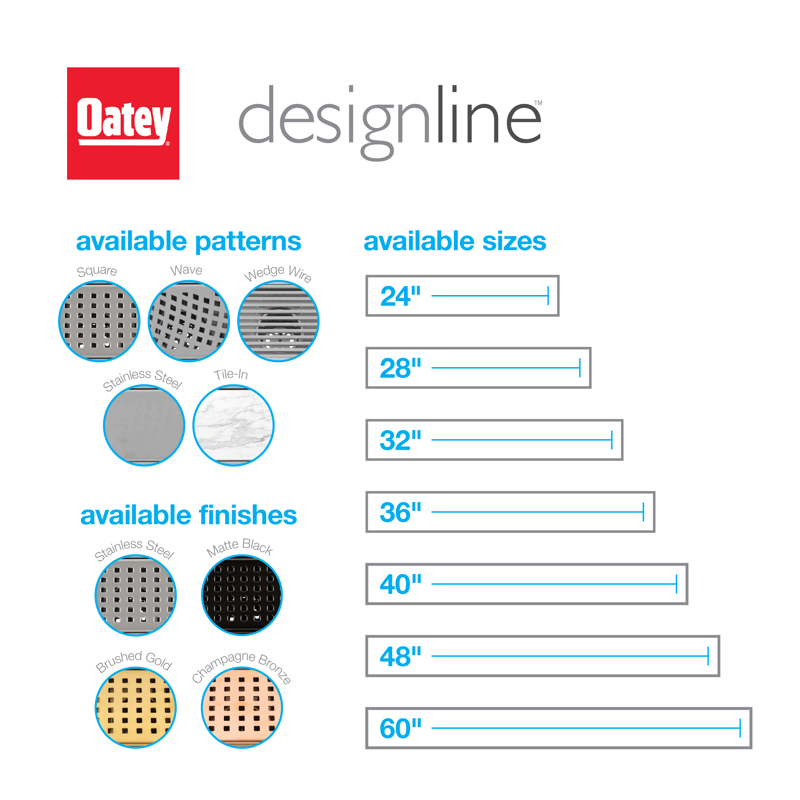 Oatey®
designline™
available patterns
Square
Wave
Wedge Wire
Stainless Steel
Tile-In
available finishes
Stainless Steel
Matte Black
Brushed Gold
Champagne Bronze
available sizes
24"
28"
32"
36"
40"
48"
60"